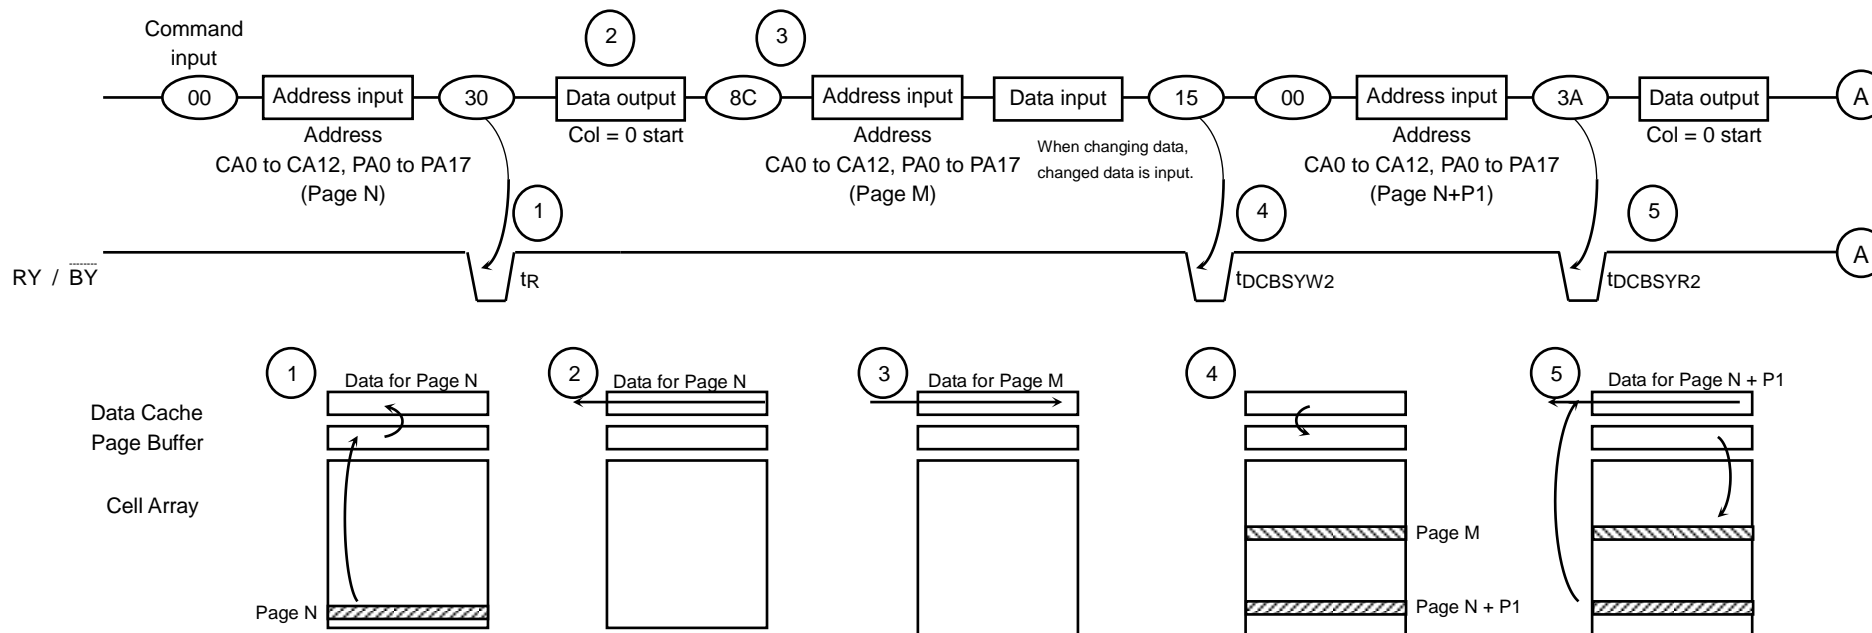 Command
input
2
3
00
Address input
30
Data output
8C
Address input
Data input
15
00
Address input
3A
Data output
A
Address
CA0 to CA12, PA0 to PA17
(Page N)
Col = 0 start
Address
CA0 to CA12, PA0 to PA17
(Page M)
When changing data,
changed data is input.
Address
CA0 to CA12, PA0 to PA17
(Page N+P1)
Col = 0 start
1
4
5
RY / BY
tR
tDCBSYW2
tDCBSYR2
A
1
Data for Page N
2
Data for Page N
3
Data for Page M
4
5
Data for Page N + P1
Data Cache
Page Buffer
Cell Array
Page M
Page N
Page N + P1